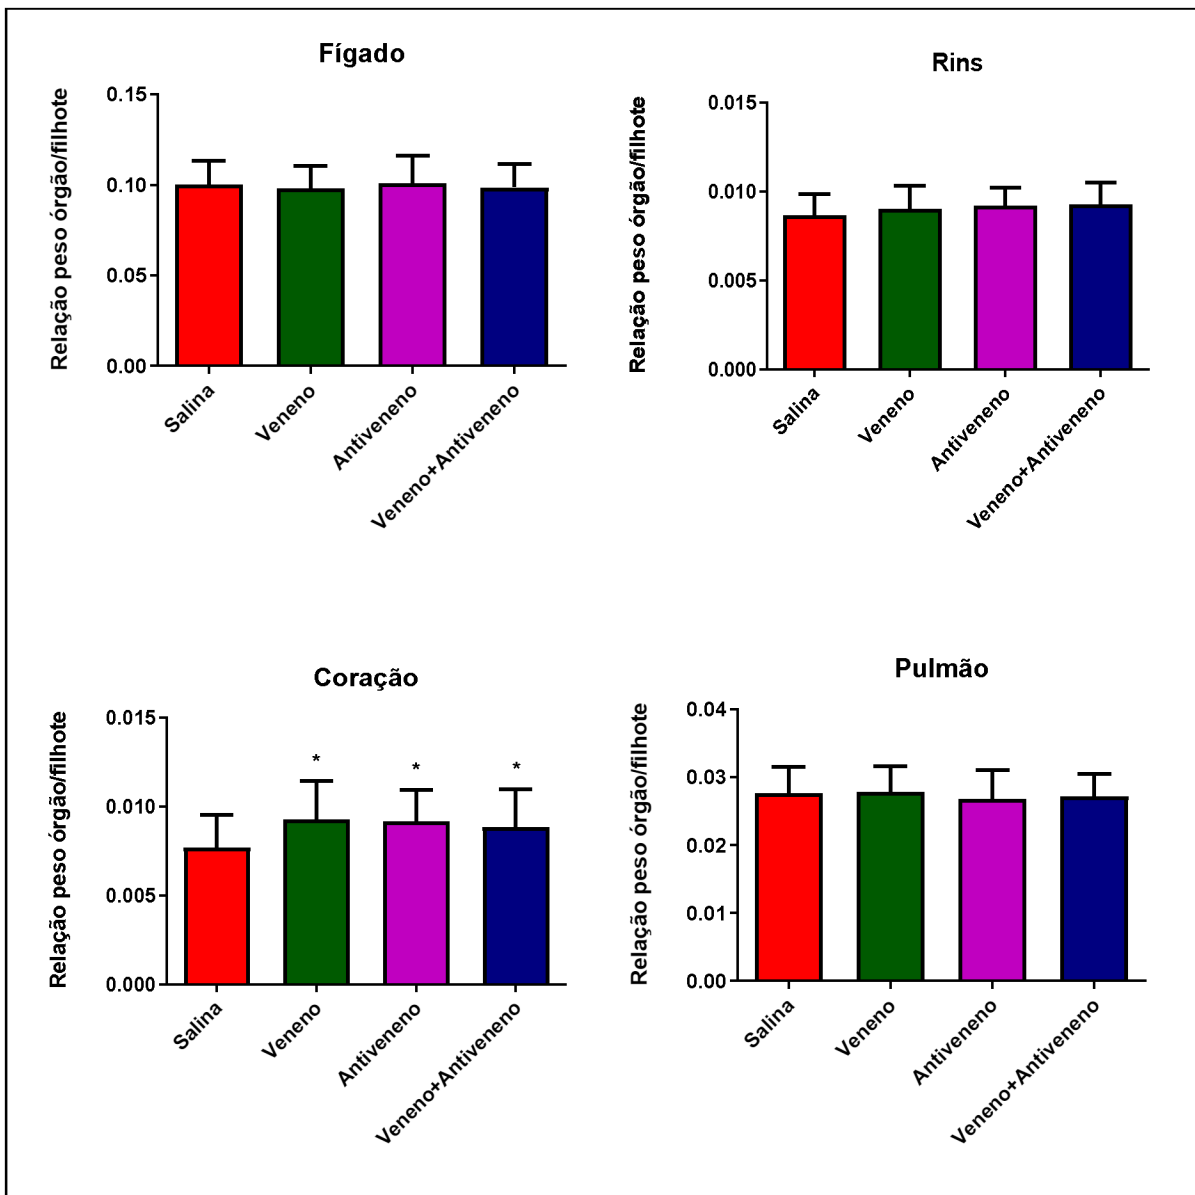 Fígado
Relação peso órgão/filhote
0.15
0.10
0.05
0.00
Salina
Veneno
Antiveneno
Veneno+Antiveneno
Rins
Relação peso órgão/filhote
0.015
0.010
0.005
0.000
Salina
Veneno
Antiveneno
Veneno+Antiveneno
Coração
Relação peso órgão/filhote
0.015
0.010
0.005
0.000
* * *
Salina
Veneno
Antiveneno
Veneno+Antiveneno
Pulmão
Relação peso órgão/filhote
0.04
0.03
0.02
0.01
0.00
Salina
Veneno
Antiveneno
Veneno+Antiveneno